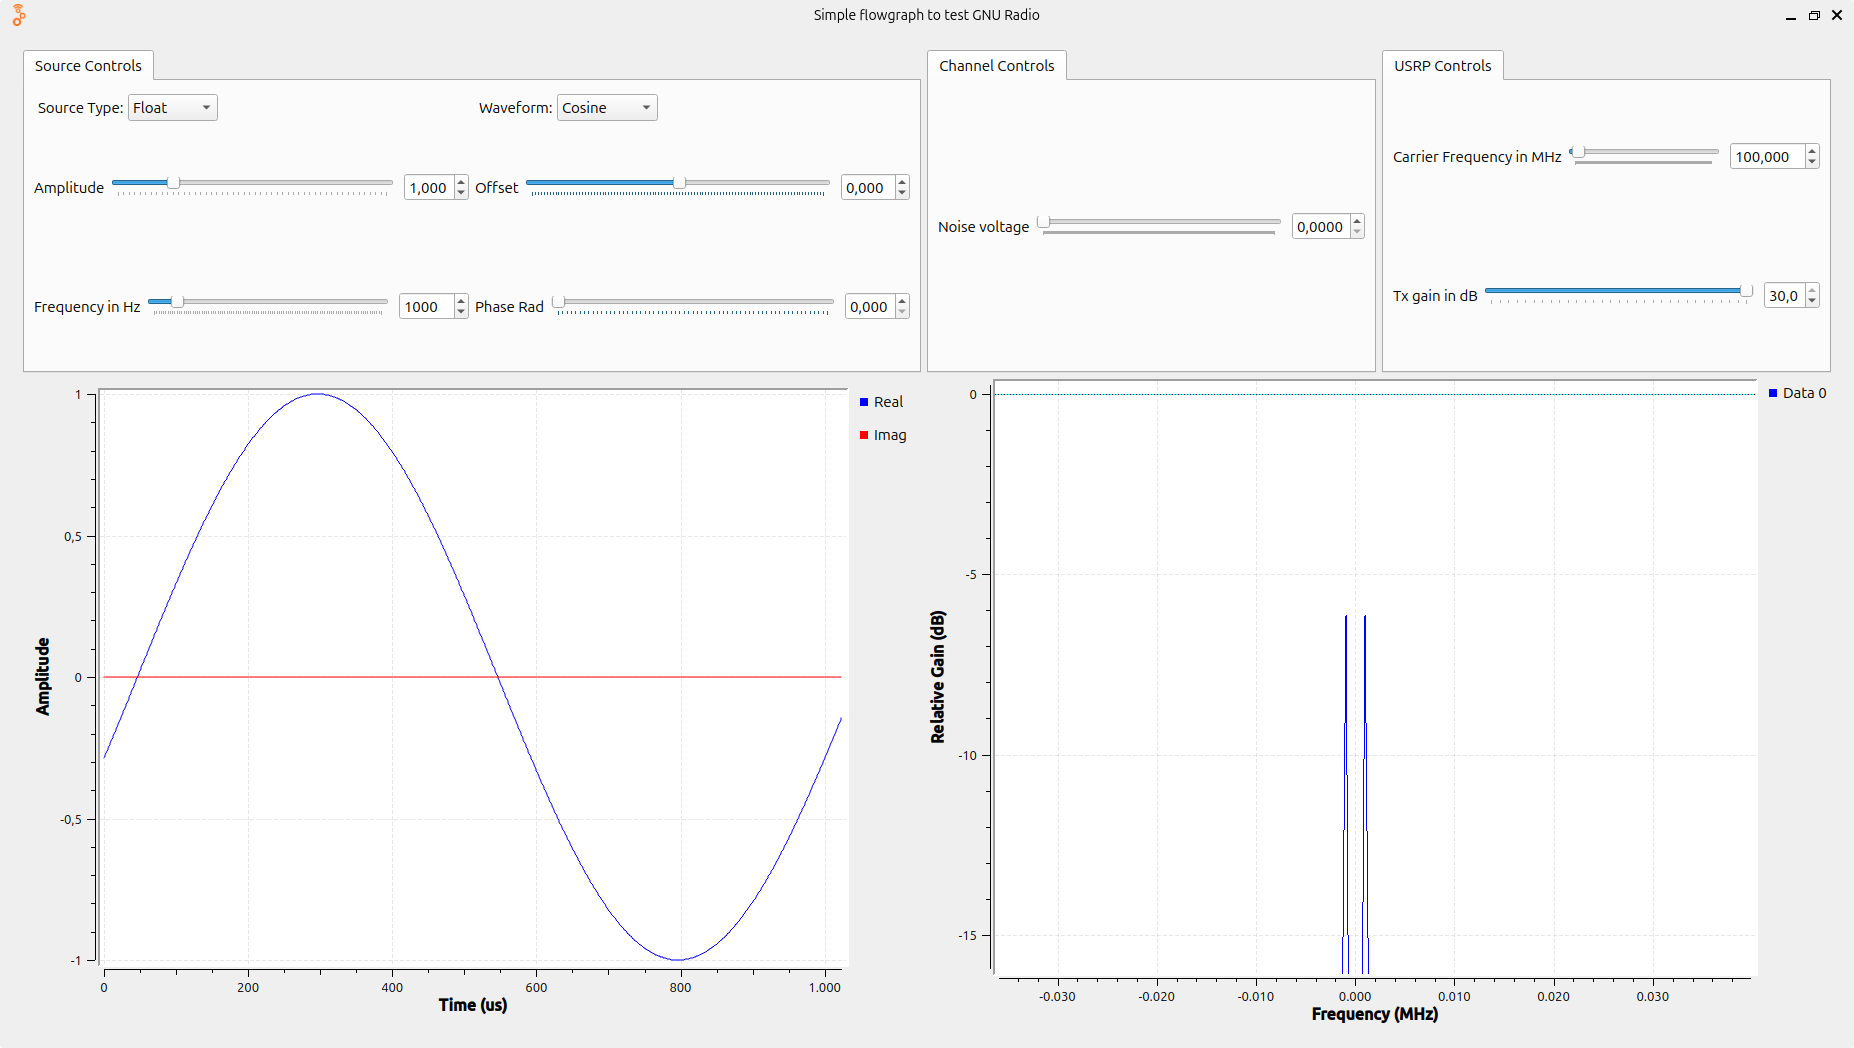 Simple flowgraph to test GNU Radio
Source Controls
Source Type: Float
Waveform: Cosine
Amplitude 1,000
Offset 0,000
Frequency in Hz 1000
Phase Rad 0,000
Channel Controls
Noise voltage 0,0000
USRP Controls
Carrier Frequency in MHz 100,000
Tx gain in dB 30,0
Amplitude
1
0,5
0
-0,5
-1
0 200 400 600 800 1.000
Time (us)
Real
Imag
Relative Gain (dB)
0
-5
-10
-15
-0.030 -0.020 -0.010 0.000 0.010 0.020 0.030
Frequency (MHz)
Data 0